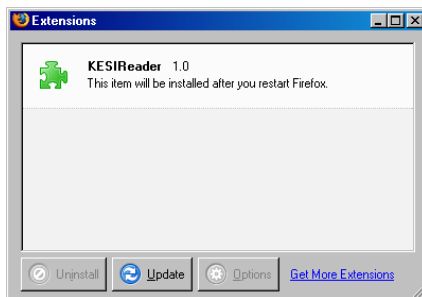 Extensions
KESIReader 1.0
This item will be installed after you restart Firefox.
Uninstall Update Options Get More Extensions